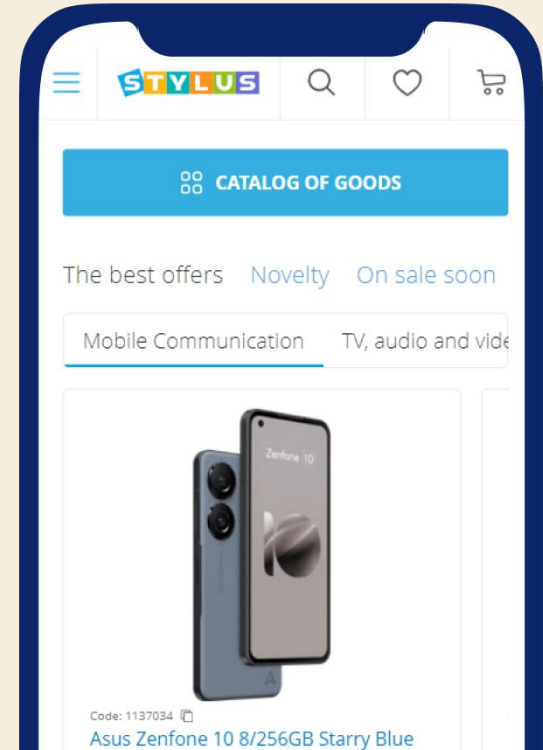 STYLUS
CATALOG OF GOODS
The best offers Novelty On sale soon
Mobile Communication TV, audio and vide
Zenfone 10
Code: 1137034
Asus Zenfone 10 8/256GB Starry Blue